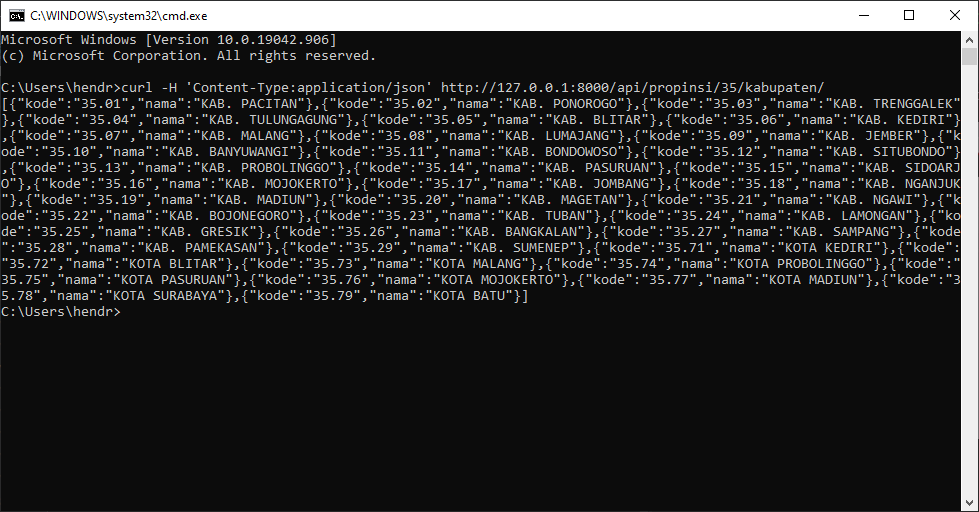 C:\WINDOWS\system32\cmd.exe
Microsoft Windows [Version 10.0.19042.906]
(c) Microsoft Corporation. All rights reserved.
C:\Users\hendr>curl -H 'Content-Type:application/json' http://127.0.0.1:8000/api/propinsi/35/kabupaten/
[{"kode":"35.01","nama":"KAB. PACITAN"},{"kode":"35.02","nama":"KAB. PONOROGO"},{"kode":"35.03","nama":"KAB. TRENGGALEK"
},{"kode":"35.04","nama":"KAB. TULUNGAGUNG"},{"kode":"35.05","nama":"KAB. BLITAR"},{"kode":"35.06","nama":"KAB. KEDIRI"}
,{"kode":"35.07","nama":"KAB. MALANG"},{"kode":"35.08","nama":"KAB. LUMAJANG"},{"kode":"35.09","nama":"KAB. JEMBER"},{"k
ode":"35.10","nama":"KAB. BANYUWANGI"},{"kode":"35.11","nama":"KAB. BONDOWOSO"},{"kode":"35.12","nama":"KAB. SITUBONDO"}
,{"kode":"35.13","nama":"KAB. PROBOLINGGO"},{"kode":"35.14","nama":"KAB. PASURUAN"},{"kode":"35.15","nama":"KAB. SIDOARJ
O"},{"kode":"35.16","nama":"KAB. MOJOKERTO"},{"kode":"35.17","nama":"KAB. JOMBANG"},{"kode":"35.18","nama":"KAB. NGANJUK
"},{"kode":"35.19","nama":"KAB. MADIUN"},{"kode":"35.20","nama":"KAB. MAGETAN"},{"kode":"35.21","nama":"KAB. NGAWI"},{"k
ode":"35.22","nama":"KAB. BOJONEGORO"},{"kode":"35.23","nama":"KAB. TUBAN"},{"kode":"35.24","nama":"KAB. LAMONGAN"},{"ko
de":"35.25","nama":"KAB. GRESIK"},{"kode":"35.26","nama":"KAB. BANGKALAN"},{"kode":"35.27","nama":"KAB. SAMPANG"},{"kode
":"35.28","nama":"KAB. PAMEKASAN"},{"kode":"35.29","nama":"KAB. SUMENEP"},{"kode":"35.71","nama":"KOTA KEDIRI"},{"kode":
"35.72","nama":"KOTA BLITAR"},{"kode":"35.73","nama":"KOTA MALANG"},{"kode":"35.74","nama":"KOTA PROBOLINGGO"},{"kode":"
35.75","nama":"KOTA PASURUAN"},{"kode":"35.76","nama":"KOTA MOJOKERTO"},{"kode":"35.77","nama":"KOTA MADIUN"},{"kode":"3
5.78","nama":"KOTA SURABAYA"},{"kode":"35.79","nama":"KOTA BATU"}]
C:\Users\hendr>